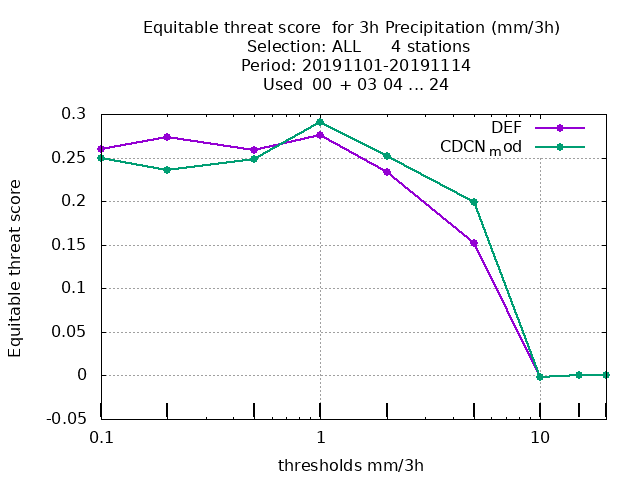 Equitable threat score  for 3h Precipitation (mm/3h)
Selection: ALL      4 stations
Period: 20191101-20191114
Used  00 + 03 04 ... 24
DEF
CDCNmod
0.3
0.25
0.2
0.15
0.1
0.05
0
-0.05
Equitable threat score
0.1 1 10
thresholds mm/3h